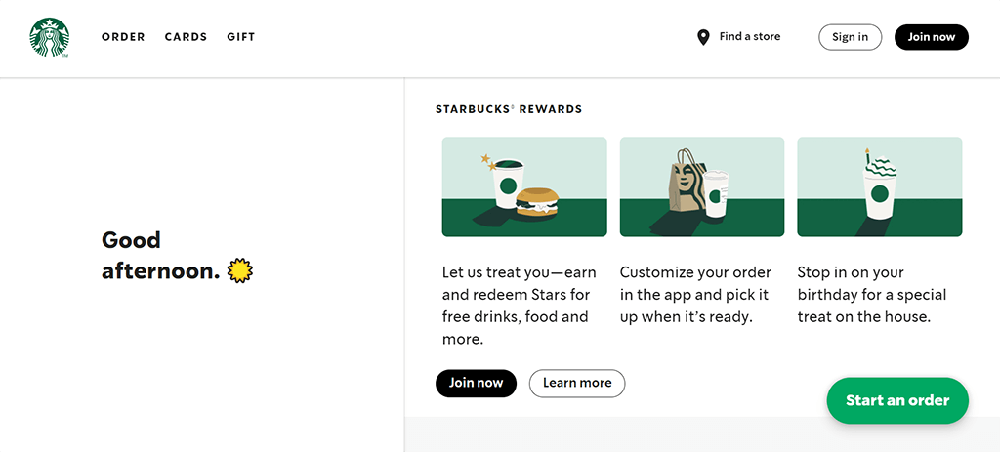 ORDER CARDS GIFT
Find a store
Sign in
Join now
STARBUCKS® REWARDS
Good
afternoon.
Let us treat you—earn
and redeem Stars for
free drinks, food and
more.
Customize your order
in the app and pick it
up when it's ready.
Stop in on your
birthday for a special
treat on the house.
Join now
Learn more
Start an order